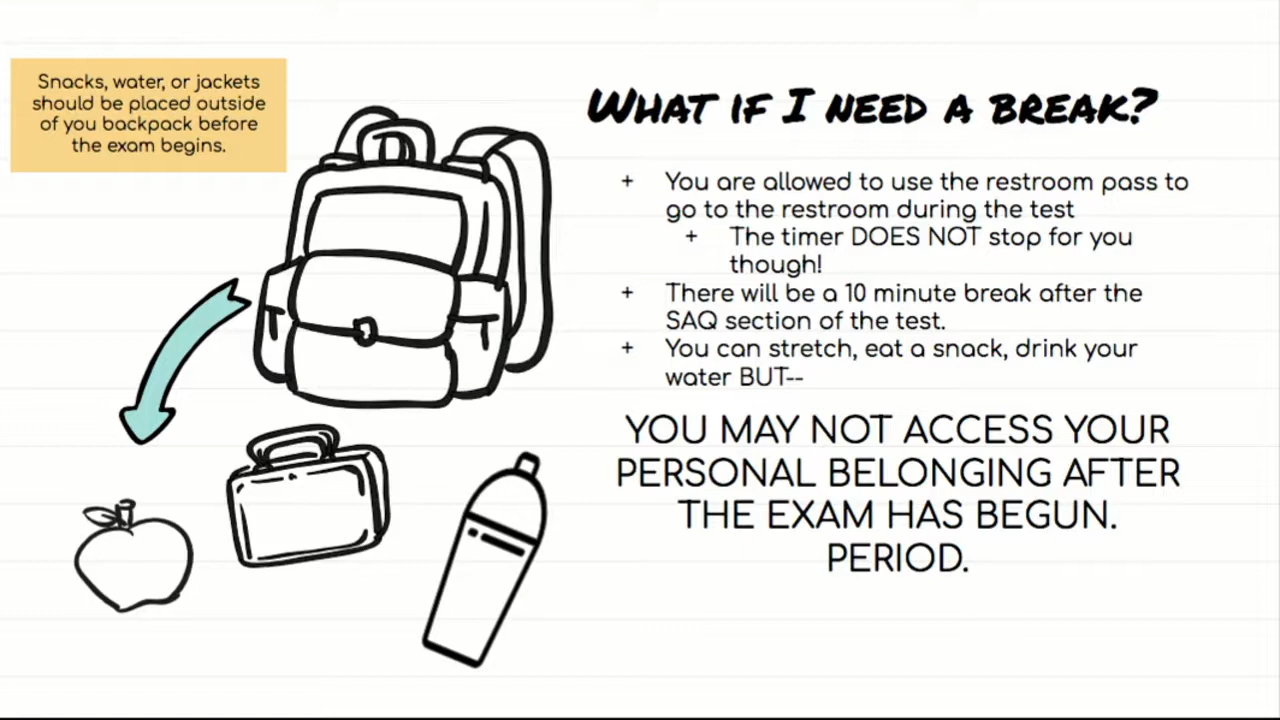 Snacks, water, or jackets
should be placed outside
of you backpack before
the exam begins.
What if I need a break?
+ You are allowed to use the restroom pass to
go to the restroom during the test
+ The timer DOES NOT stop for you
though!
+ There will be a 10 minute break after the
SAQ section of the test.
+ You can stretch, eat a snack, drink your
water BUT--
YOU MAY NOT ACCESS YOUR
PERSONAL BELONGING AFTER
THE EXAM HAS BEGUN.
PERIOD.